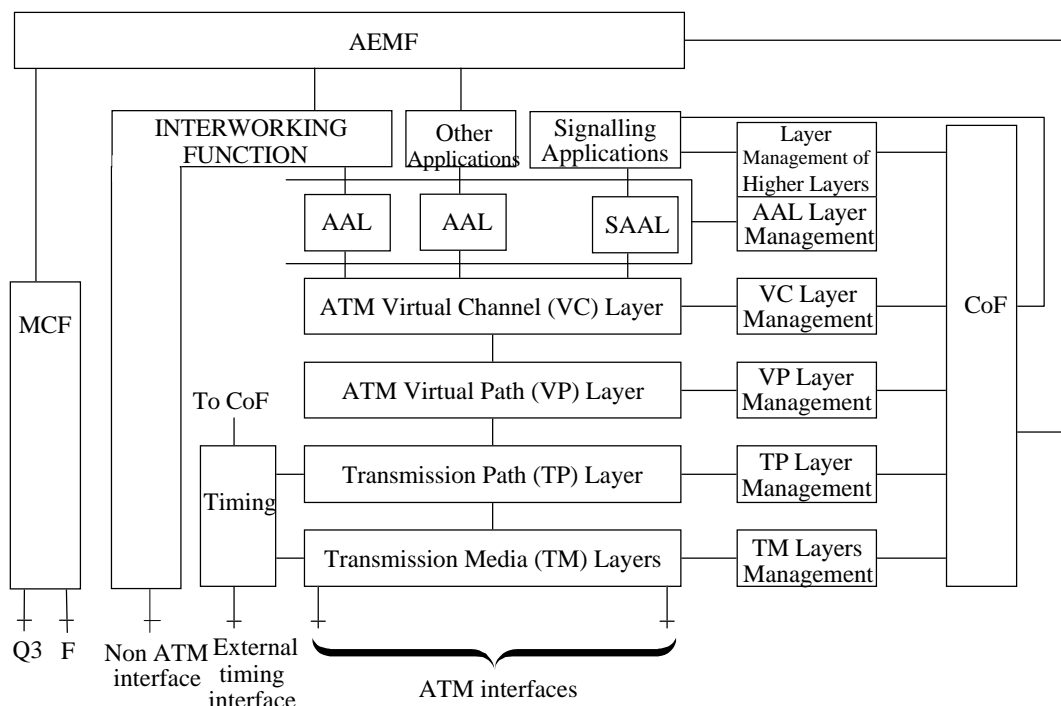 AEMF
INTERWORKING
FUNCTION
Other
Applications
Signalling
Applications
Layer
Management of
Higher Layers
AAL
AAL
SAAL
AAL Layer
Management
MCF
ATM Virtual Channel (VC) Layer
VC Layer
Management
CoF
ATM Virtual Path (VP) Layer
VP Layer
Management
To CoF
Timing
Transmission Path (TP) Layer
TP Layer
Management
Transmission Media (TM) Layers
TM Layers
Management
Q3
F
Non ATM
interface
External
timing
interface
ATM interfaces